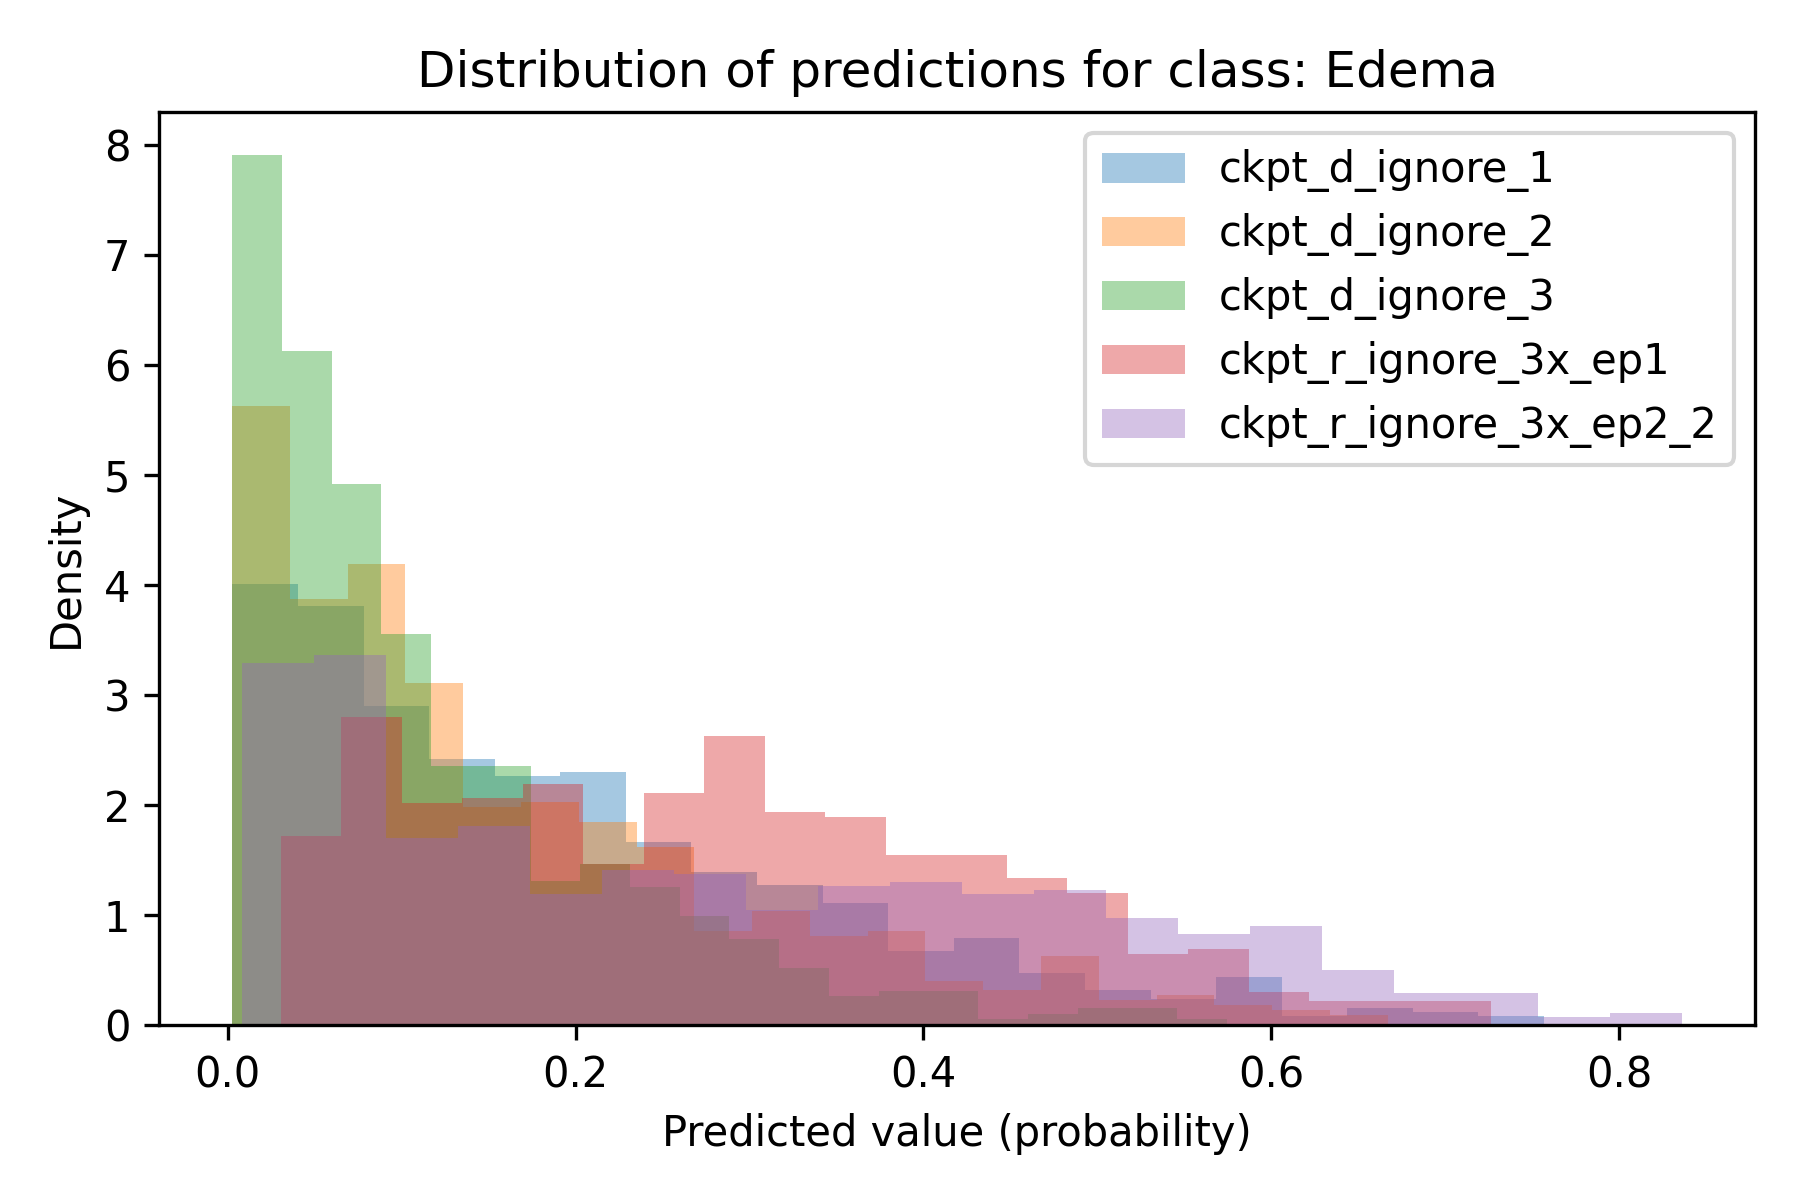 Distribution of predictions for class: Edema
8
7
6
5
4
3
2
1
0
Density
0.0 0.2 0.4 0.6 0.8
Predicted value (probability)
ckpt_d_ignore_1
ckpt_d_ignore_2
ckpt_d_ignore_3
ckpt_r_ignore_3x_ep1
ckpt_r_ignore_3x_ep2_2